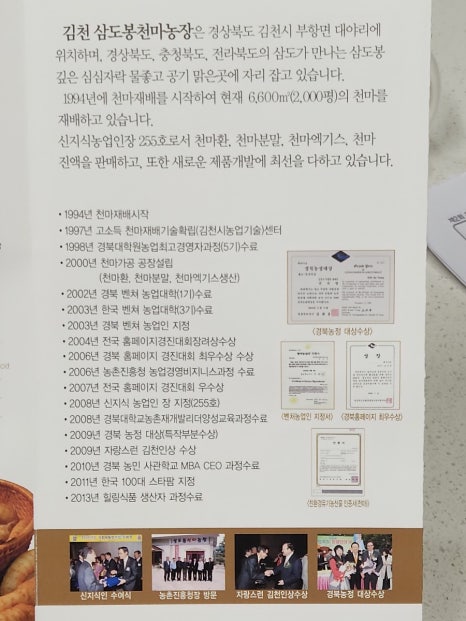 김천 삼도봉천마농장은 경상북도 김천시 부항면 대야리에
위치하며, 경상북도, 충청북도, 전라북도의 삼도가 만나는 삼도봉
깊은 심심자락 물좋고 공기 맑은곳에 자리 잡고 있습니다.
1994년에 천마재배를 시작하여 현재 6,600㎡(2,000평)의 천마를
재배하고 있습니다.
신지식농업인장 255호로서 천마환, 천마분말, 천마엑기스, 천마
진액을 판매하고, 또한 새로운 제품개발에 최선을 다하고 있습니다.
• 1994년 천마재배시작
• 1997년 고소득 천마재배기술확립(김천시농업기술)센터
• 1998년 경북대학원농업최고경영자과정(5기)수료
• 2000년 천마가공 공장설립
(천마환, 천마분말, 천마엑기스생산)
• 2002년 경북 벤처 농업대학(1기)수료
• 2003년 한국 벤처 농업대학(3기)수료
• 2003년 경북 벤처 농업인 지정
• 2004년 전국 홈페이지경진대회장려상수상
• 2006년 경북 홈페이지 경진대회 최우수상 수상
• 2006년 농촌진흥청 농업경영비지니스과정 수료
• 2007년 전국 홈페이지 경진대회 우수상
• 2008년 신지식 농업인 장 지정(255호)
• 2008년 경북대학교농촌재개발리더양성교육과정수료
• 2009년 경북 농정 대상(특작부분수상)
• 2009년 자랑스런 김천인상 수상
• 2010년 경북 농민 사관학교 MBA CEO 과정수료
• 2011년 한국 100대 스타팜 지정
• 2013년 힐링식품 생산자 과정수료
경북농정대상
<경북농정 대상수상>
상 장
<벤처농업인 지정서>
<경북홈페이지 최우수상>
<친환경유기농산물 인증서(천마)>
신지식인 수여식
농촌진흥청장 방문
자랑스런 김천인상수상
경북농정 대상수상